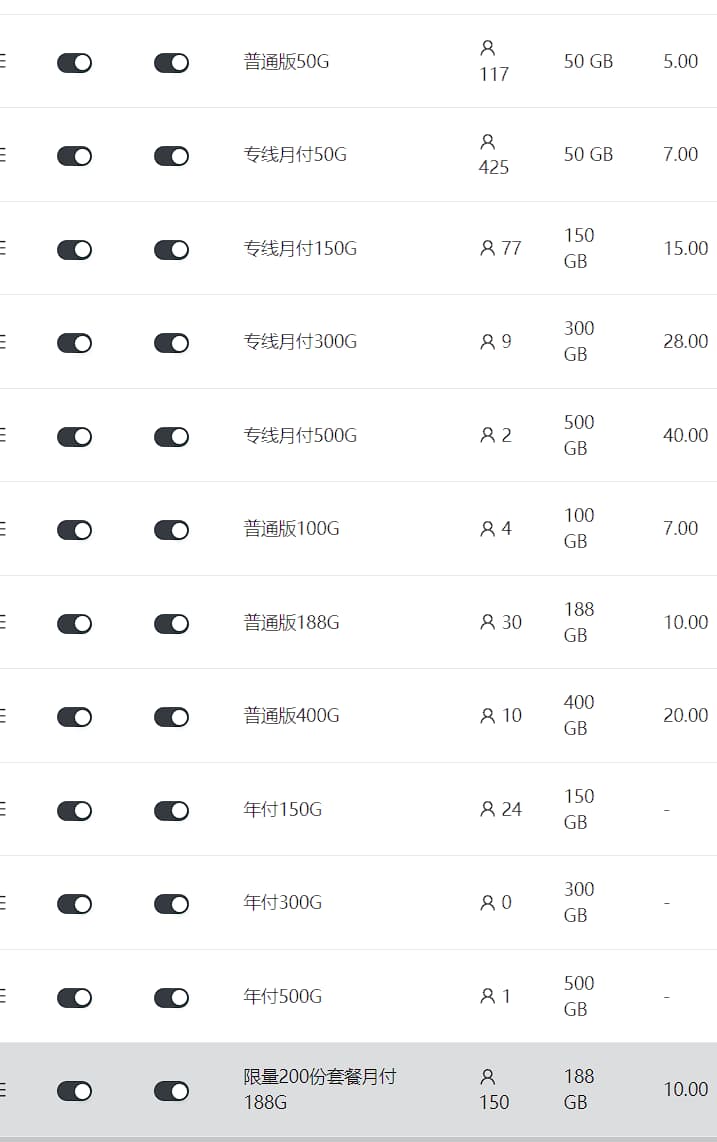 普通版50G 117 50 GB 5.00
专线月付50G 425 50 GB 7.00
专线月付150G 77 150 GB 15.00
专线月付300G 9 300 GB 28.00
专线月付500G 2 500 GB 40.00
普通版100G 4 100 GB 7.00
普通版188G 30 188 GB 10.00
普通版400G 10 400 GB 20.00
年付150G 24 150 GB -
年付300G 0 300 GB -
年付500G 1 500 GB -
限量200份套餐月付188G 150 188 GB 10.00